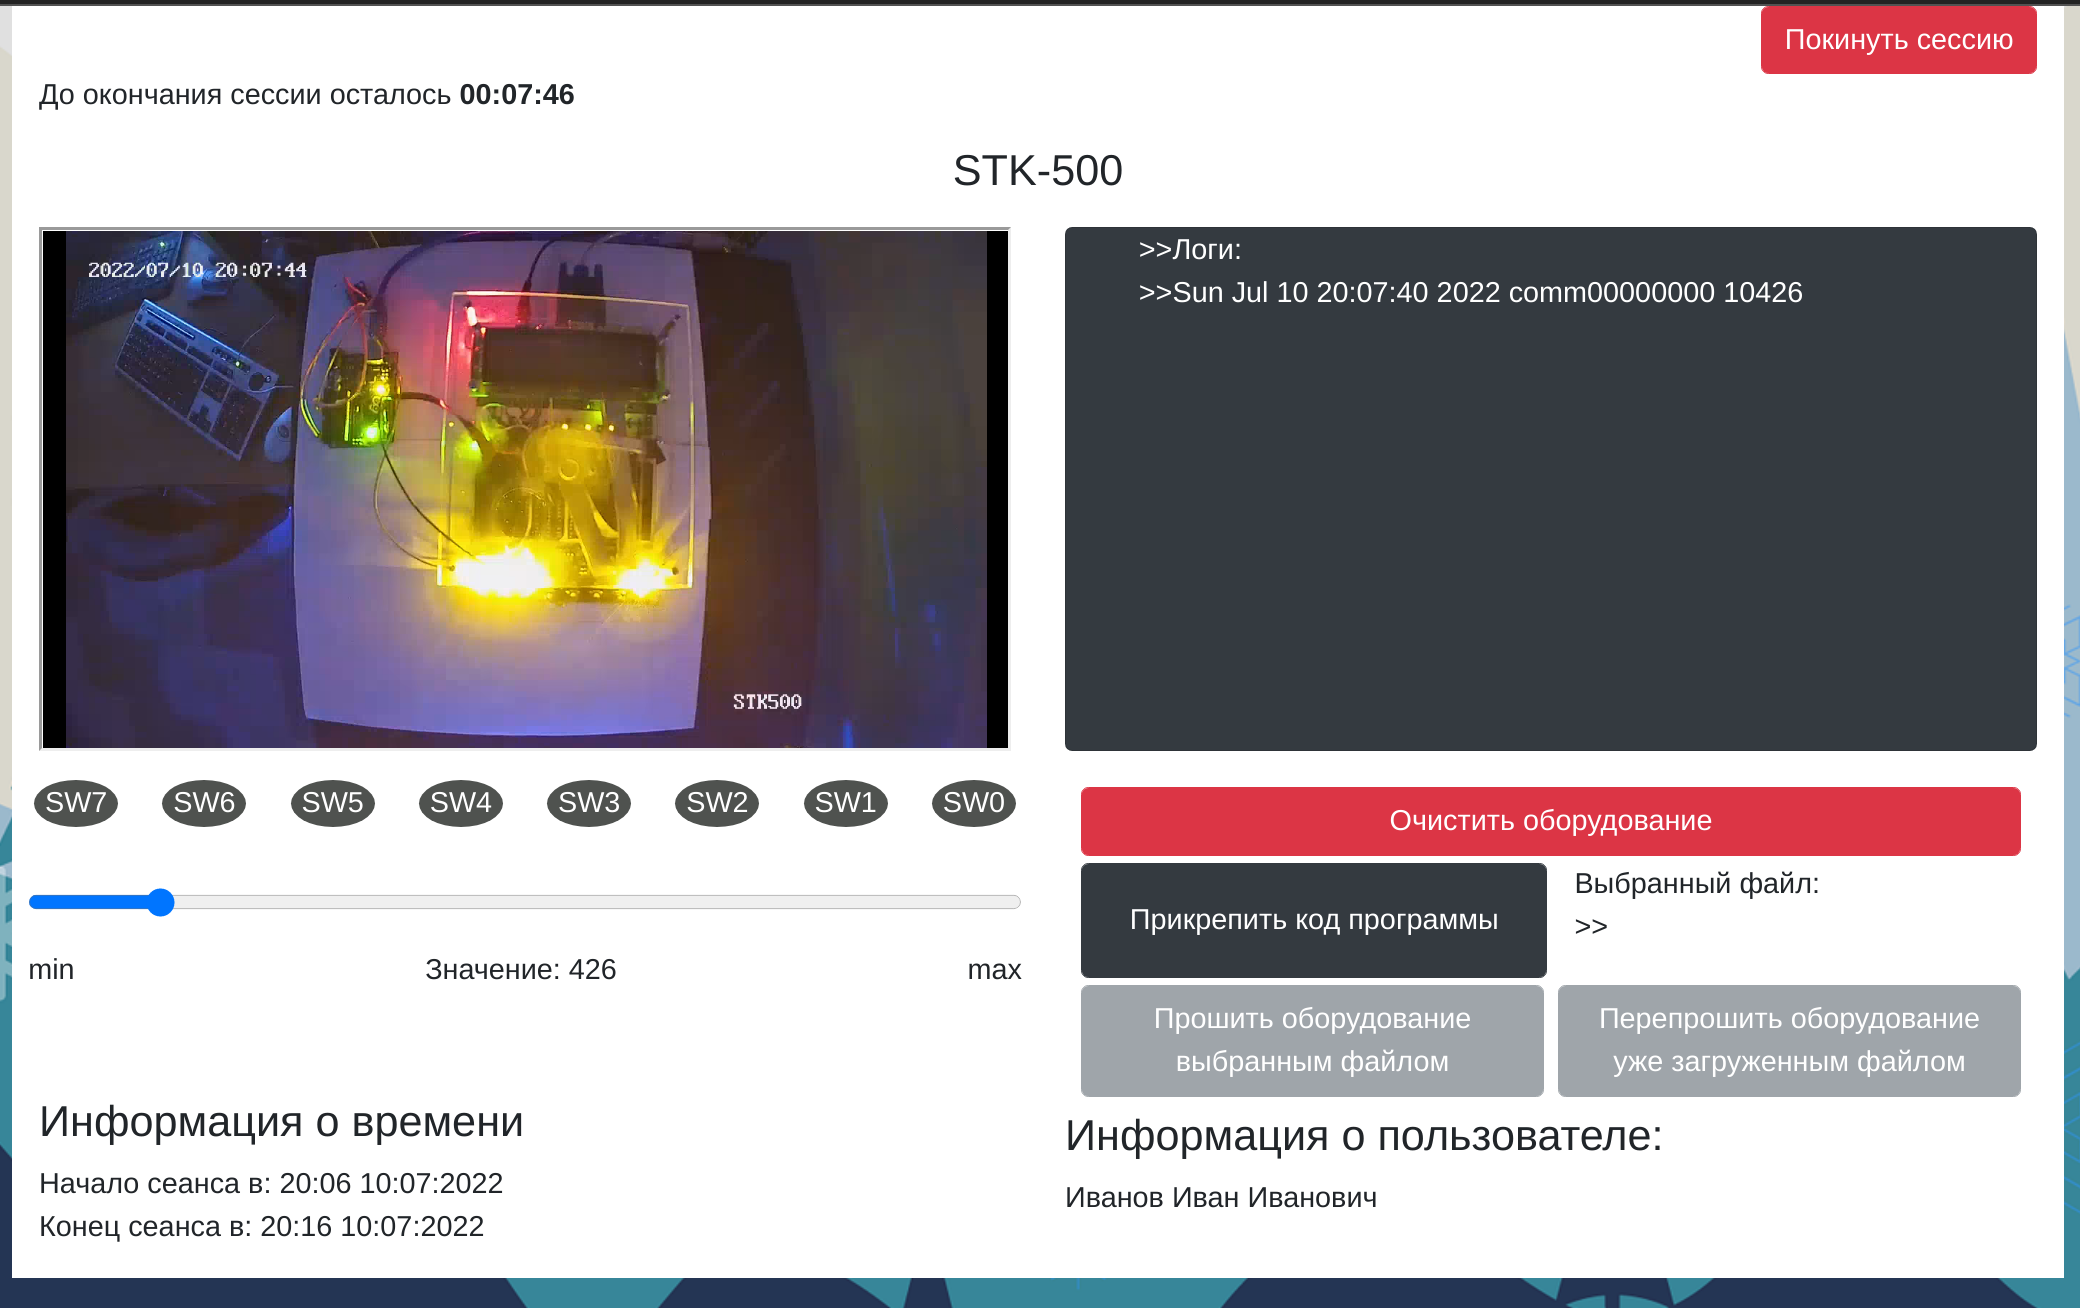 Покинуть сессию
До окончания сессии осталось 00:07:46
STK-500
2022/07/10 20:07:44
STK500
>>Логи:
>>Sun Jul 10 20:07:40 2022 comm00000000 10426
SW7 SW6 SW5 SW4 SW3 SW2 SW1 SW0
min Значение: 426 max
Очистить оборудование
Прикрепить код программы
Выбранный файл:
>>
Прошить оборудование
выбранным файлом
Перепрошить оборудование
уже загруженным файлом
Информация о времени
Начало сеанса в: 20:06 10:07:2022
Конец сеанса в: 20:16 10:07:2022
Информация о пользователе:
Иванов Иван Иванович